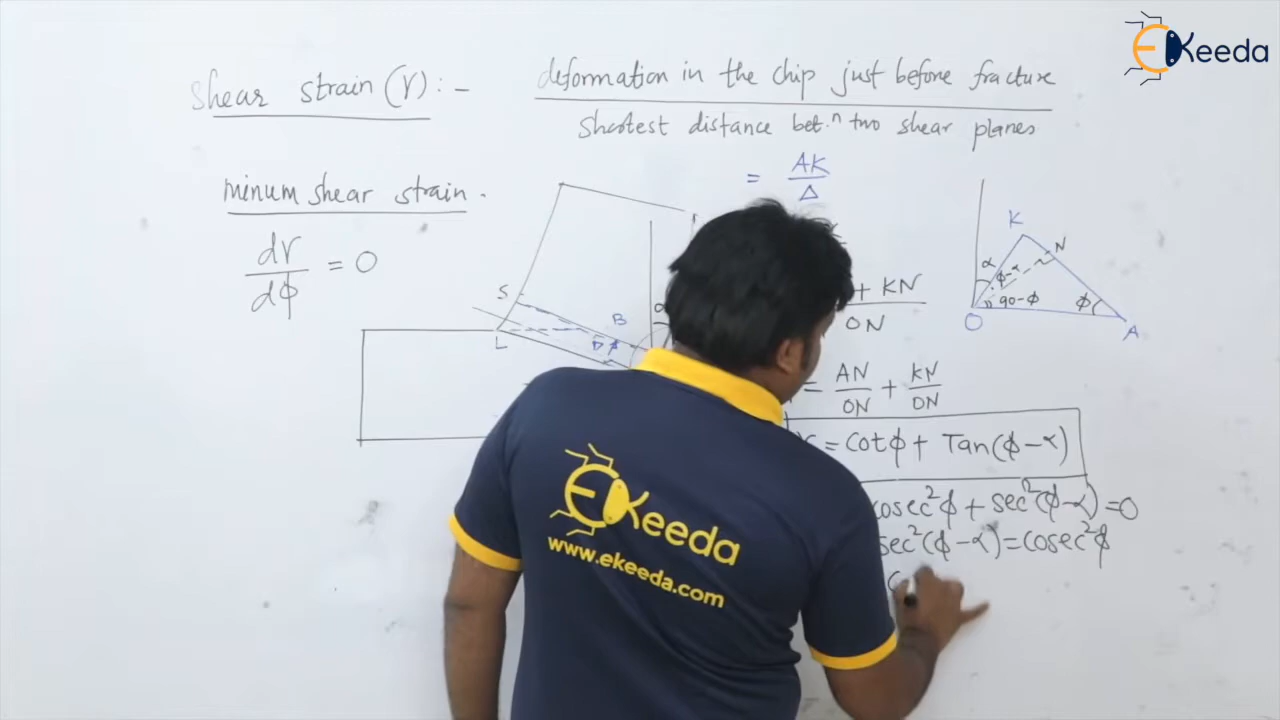 EKeeda
Shear strain (γ) : -
deformation in the chip just before fracture
Shortest distance bet.ⁿ two shear planes
= AK
Δ
minum shear strain .
dγ
dφ
= 0
+ KN
ON
= AN/ON + KN/ON
= Cotφ + Tan(φ-α)
cosec²φ + sec²(φ-α) = 0
sec²(φ-α) = cosec²φ
S
L
B
φ
α
K
N
α
φ-α
90-φ
φ
O
A
EKeeda
www.ekeeda.com